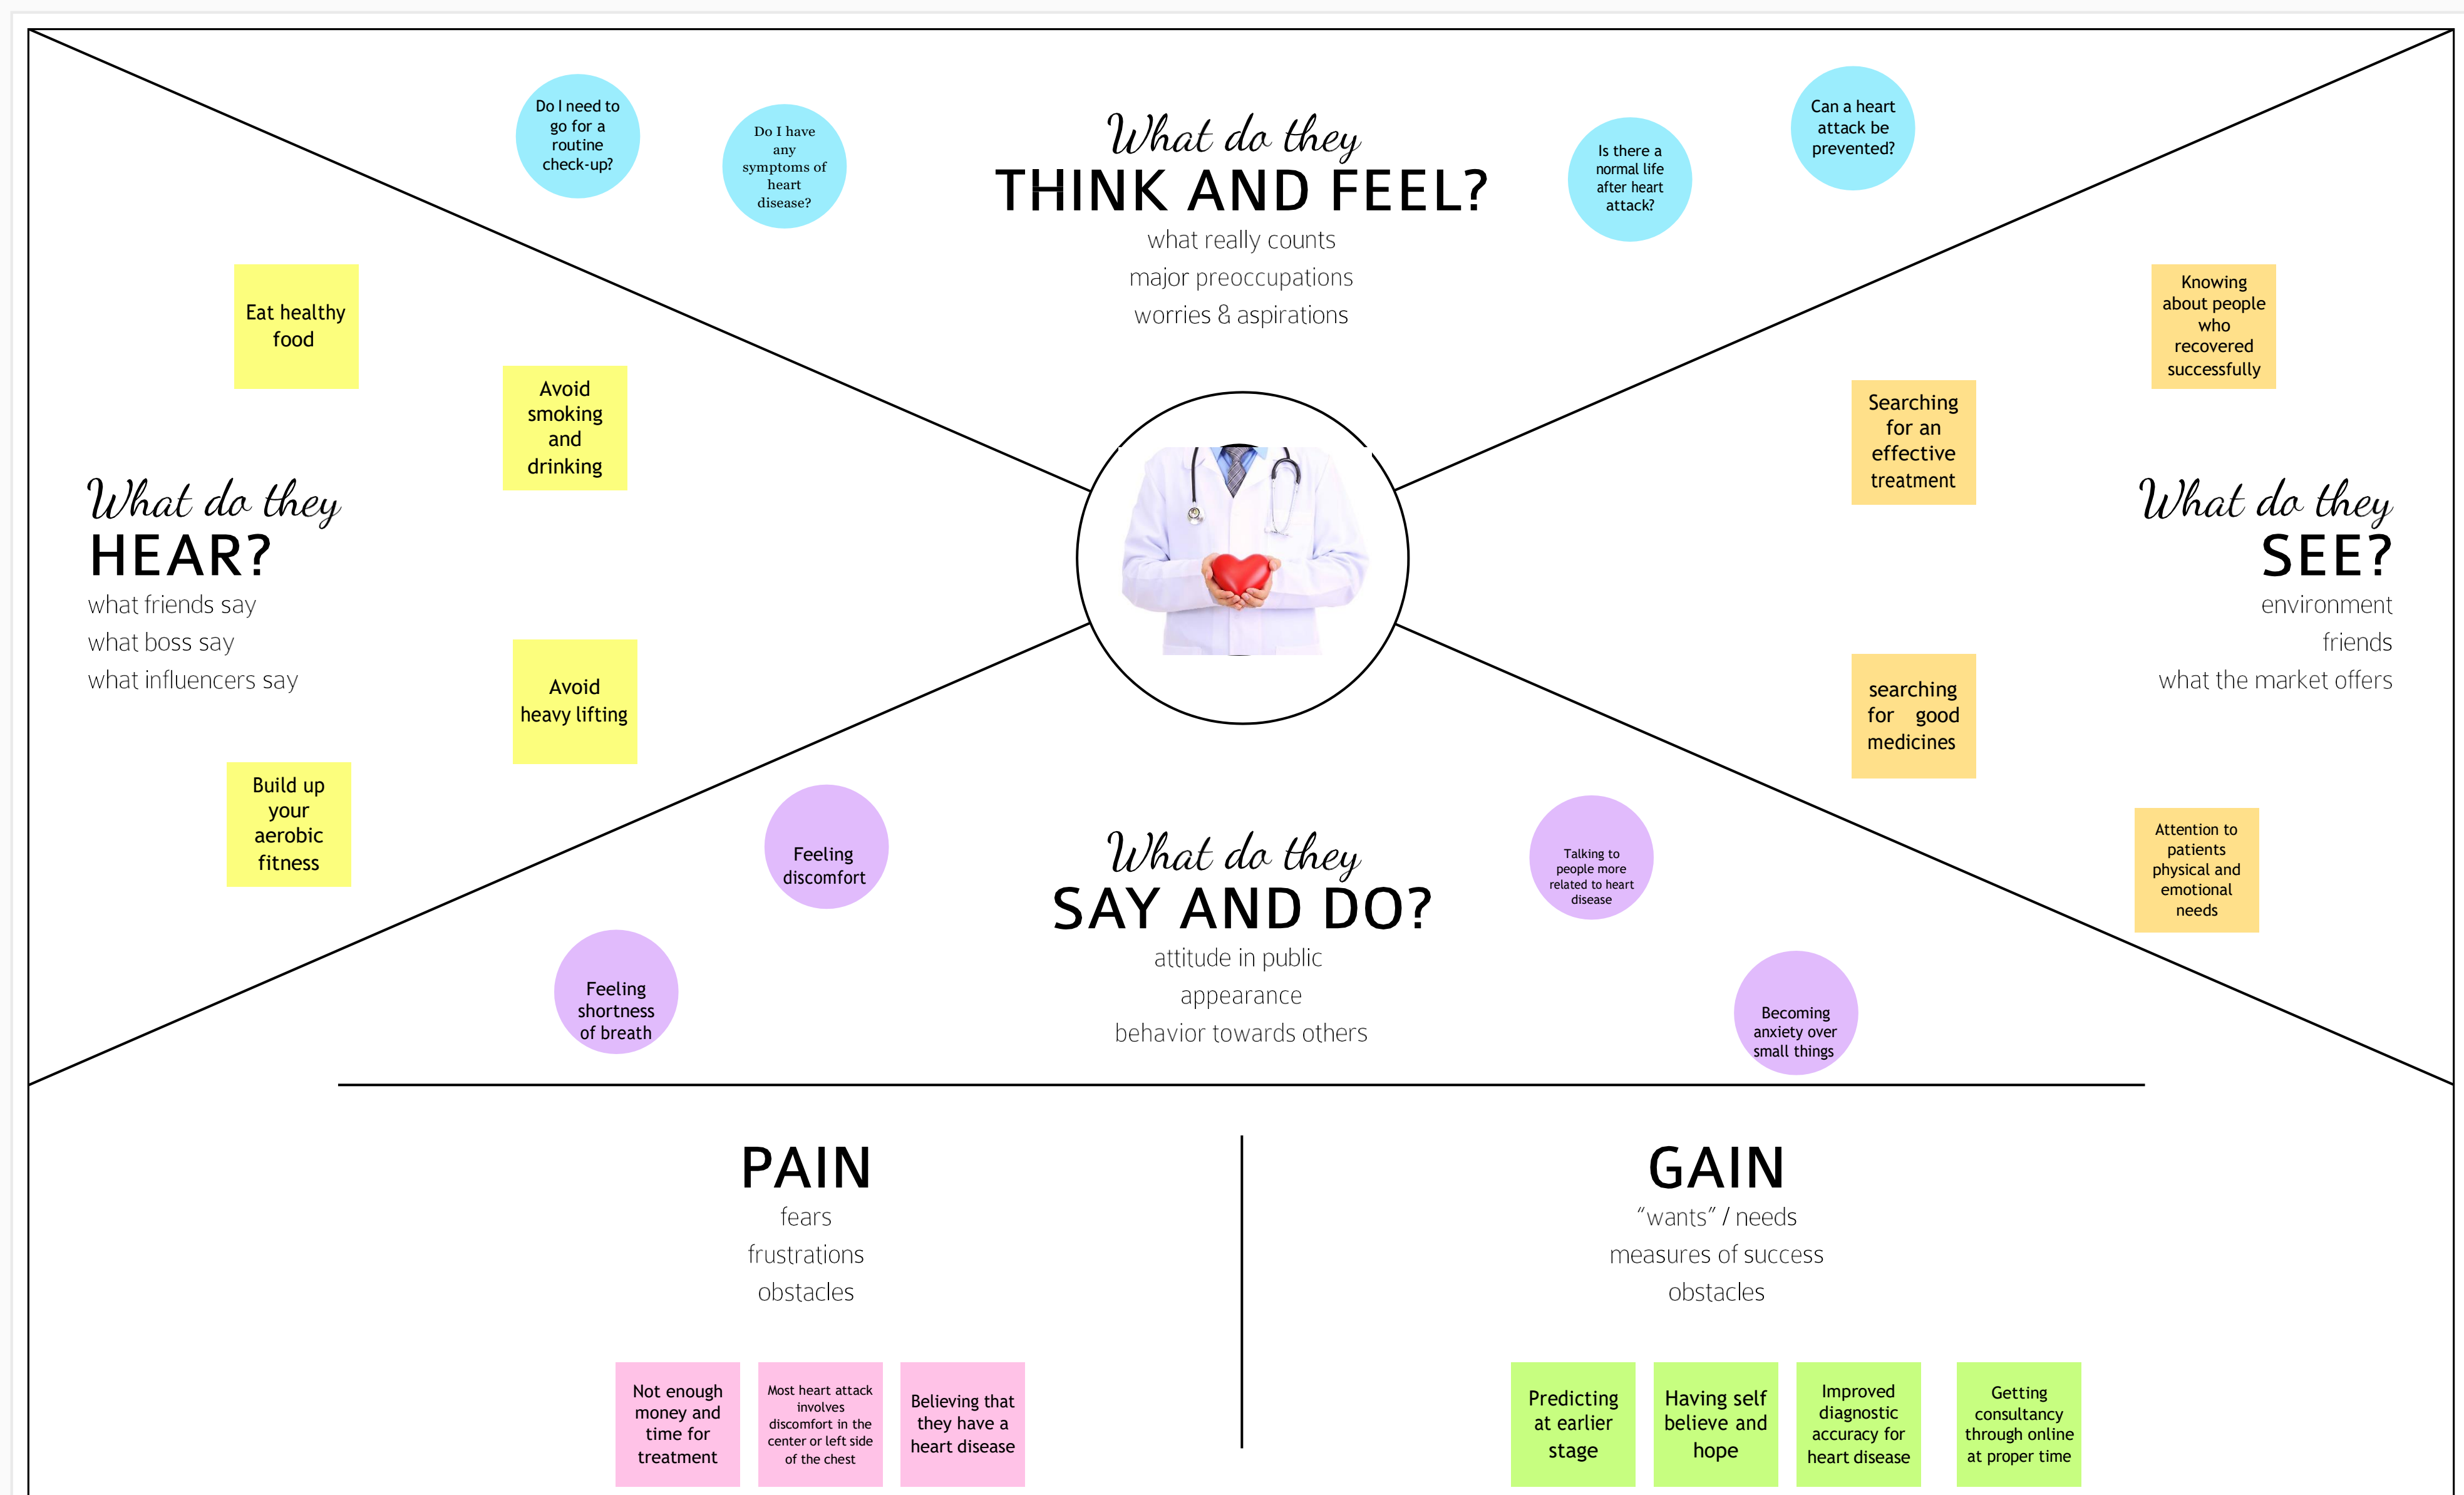 Do I need to
go for a
routine
check-up?
Do I have
any
symptoms of
heart
disease?
What do they
THINK AND FEEL?
what really counts
major preoccupations
worries & aspirations
Is there a
normal life
after heart
attack?
Can a heart
attack be
prevented?
Eat healthy
food
Avoid
smoking
and
drinking
What do they
HEAR?
what friends say
what boss say
what influencers say
Avoid
heavy lifting
Build up
your
aerobic
fitness
Knowing
about people
who
recovered
successfully
Searching
for an
effective
treatment
What do they
SEE?
environment
friends
what the market offers
searching
for good
medicines
Attention to
patients
physical and
emotional
needs
Feeling
discomfort
Feeling
shortness
of breath
What do they
SAY AND DO?
attitude in public
appearance
behavior towards others
Talking to
people more
related to heart
disease
Becoming
anxiety over
small things
PAIN
fears
frustrations
obstacles
Not enough
money and
time for
treatment
Most heart attack
involves
discomfort in the
center or left side
of the chest
Believing that
they have a
heart disease
GAIN
“wants” / needs
measures of success
obstacles
Predicting
at earlier
stage
Having self
believe and
hope
Improved
diagnostic
accuracy for
heart disease
Getting
consultancy
through online
at proper time